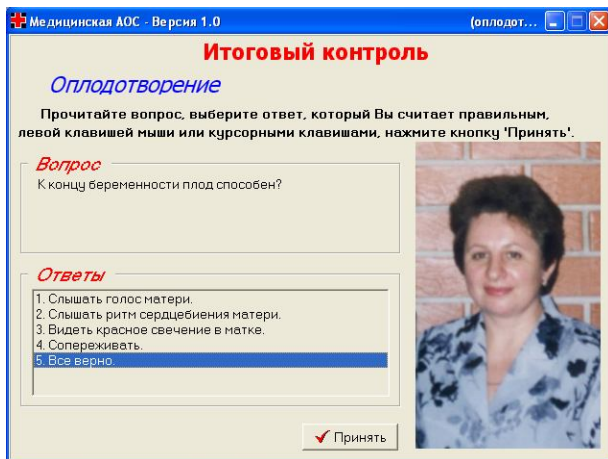 Медицинская АОС - Версия 1.0 (оплодот...
Итоговый контроль
Оплодотворение
Прочитайте вопрос, выберите ответ, который Вы считает правильным,
левой клавишей мыши или курсорными клавишами, нажмите кнопку 'Принять'.
Вопрос
К концу беременности плод способен?
Ответы
1. Слышать голос матери.
2. Слышать ритм сердцебиения матери.
3. Видеть красное свечение в матке.
4. Сопереживать.
5. Все верно.
Принять